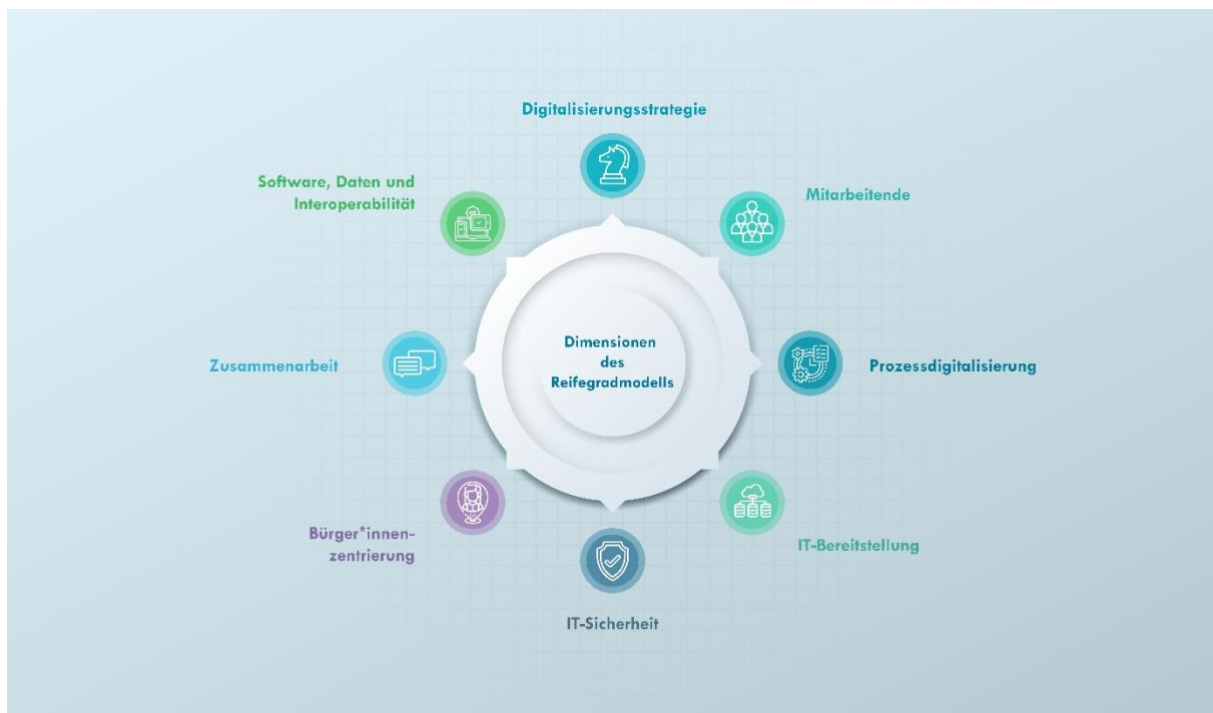 Digitalisierungsstrategie
Mitarbeitende
Prozessdigitalisierung
IT-Bereitstellung
IT-Sicherheit
Bürger*innen-
zentrierung
Zusammenarbeit
Software, Daten und
Interoperabilität
Dimensionen
des
Reifegradmodells